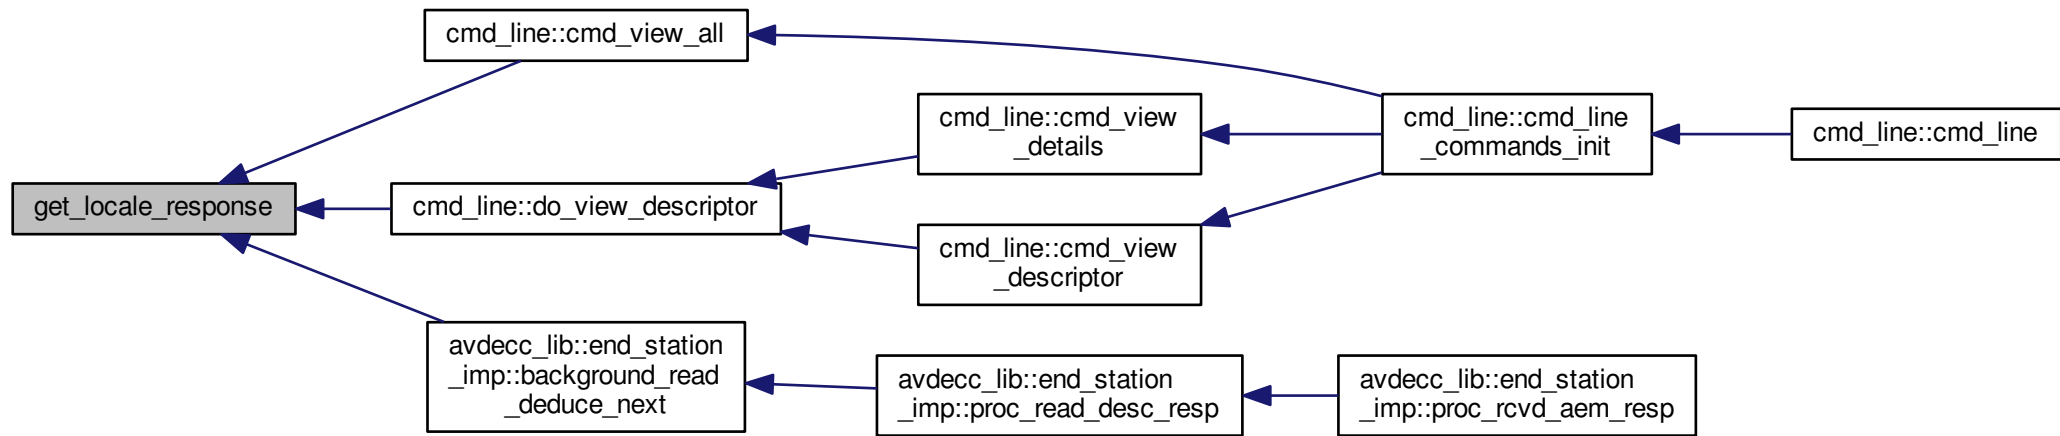 get_locale_response
cmd_line::cmd_view_all
cmd_line::do_view_descriptor
avdecc_lib::end_station
_imp::background_read
_deduce_next
cmd_line::cmd_view
_details
cmd_line::cmd_view
_descriptor
avdecc_lib::end_station
_imp::proc_read_desc_resp
cmd_line::cmd_line
_commands_init
avdecc_lib::end_station
_imp::proc_rcvd_aem_resp
cmd_line::cmd_line